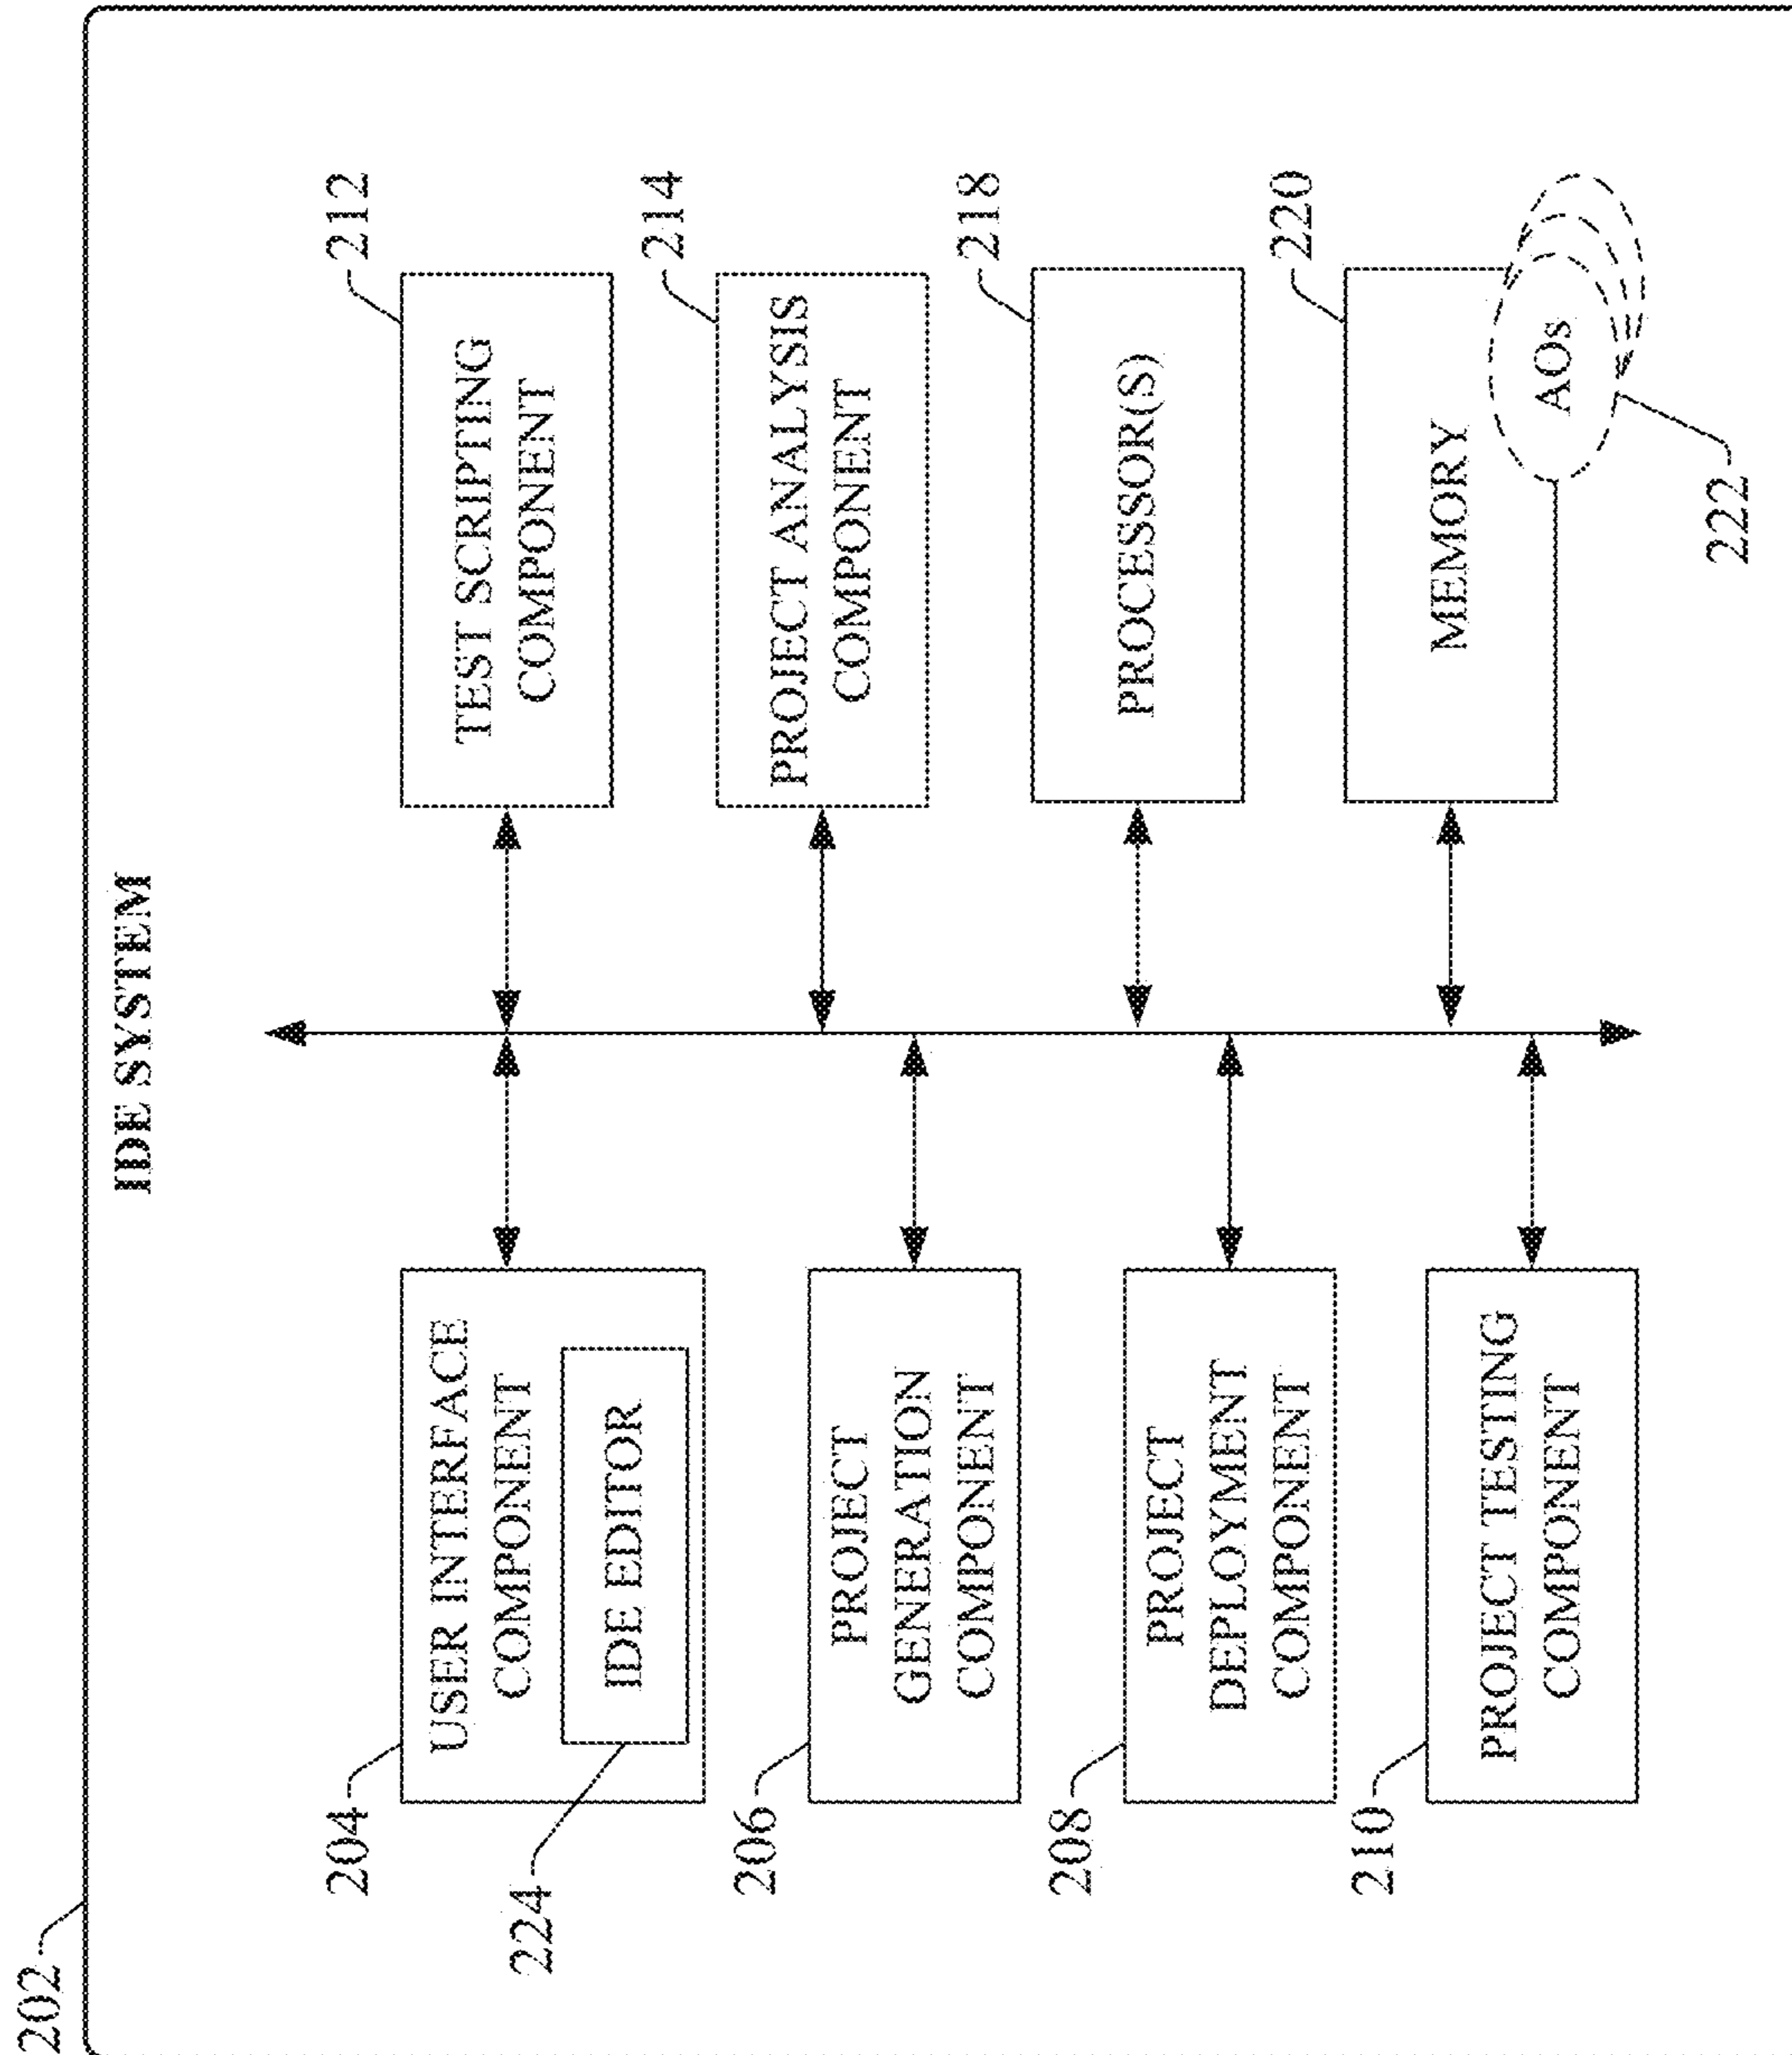 202
IDE SYSTEM
204
USER INTERFACE
COMPONENT
224
IDE EDITOR
206
PROJECT
GENERATION
COMPONENT
208
PROJECT
DEPLOYMENT
COMPONENT
210
PROJECT TESTING
COMPONENT
212
TEST SCRIPTING
COMPONENT
214
PROJECT ANALYSIS
COMPONENT
218
PROCESSOR(S)
220
MEMORY
AOs
222